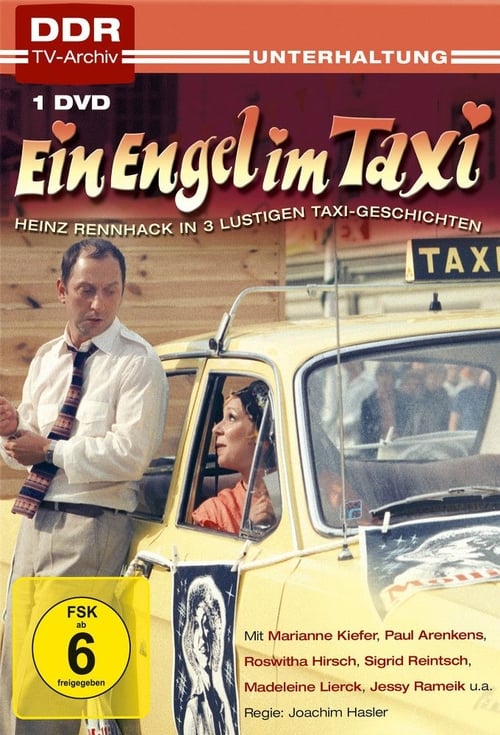 DDR
TV-Archiv
UNTERHALTUNG
1 DVD
Ein Engel im Taxi
HEINZ RENNHACK IN 3 LUSTIGEN TAXI-GESCHICHTEN
TAXI
FSK
ab
6
freigegeben
Mit Marianne Kiefer, Paul Arenkens,
Roswitha Hirsch, Sigrid Reintsch,
Madeleine Lierck, Jessy Rameik u.a.
Regie: Joachim Hasler